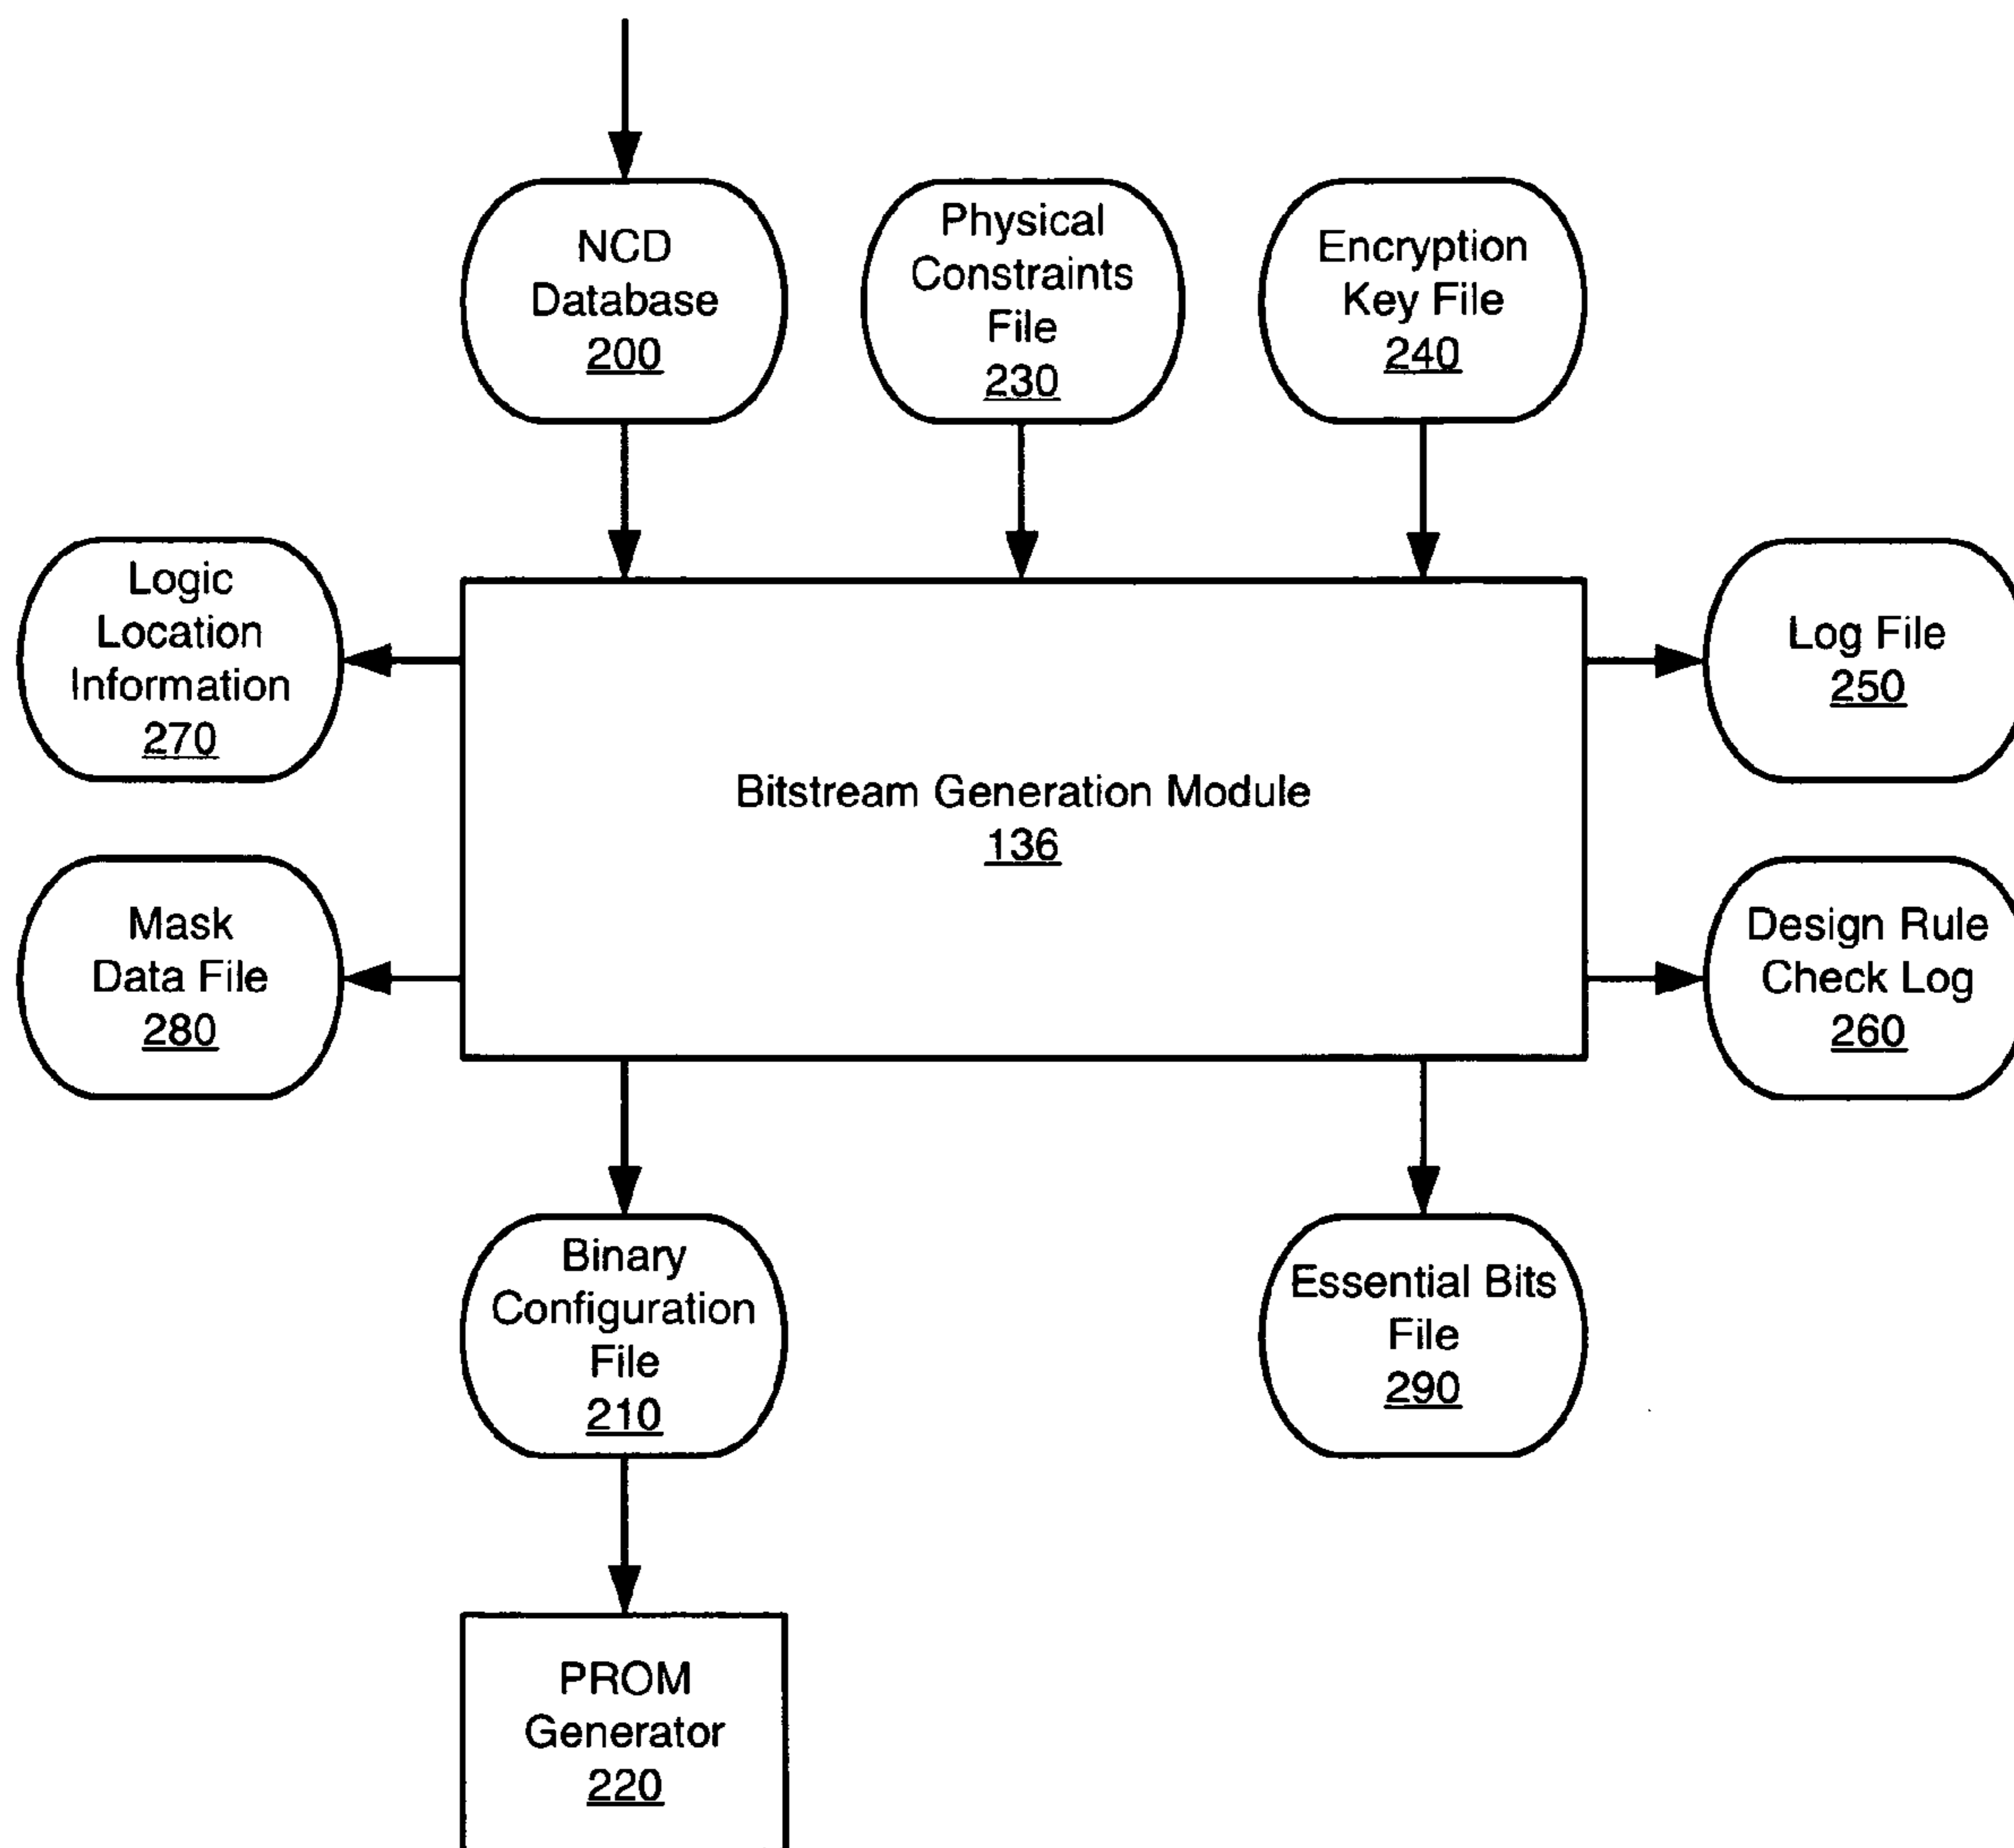 NCD
Database
200
Physical
Constraints
File
230
Encryption
Key File
240
Logic
Location
Information
270
Log File
250
Bitstream Generation Module
136
Mask
Data File
280
Design Rule
Check Log
260
Binary
Configuration
File
210
Essential Bits
File
290
PROM
Generator
220